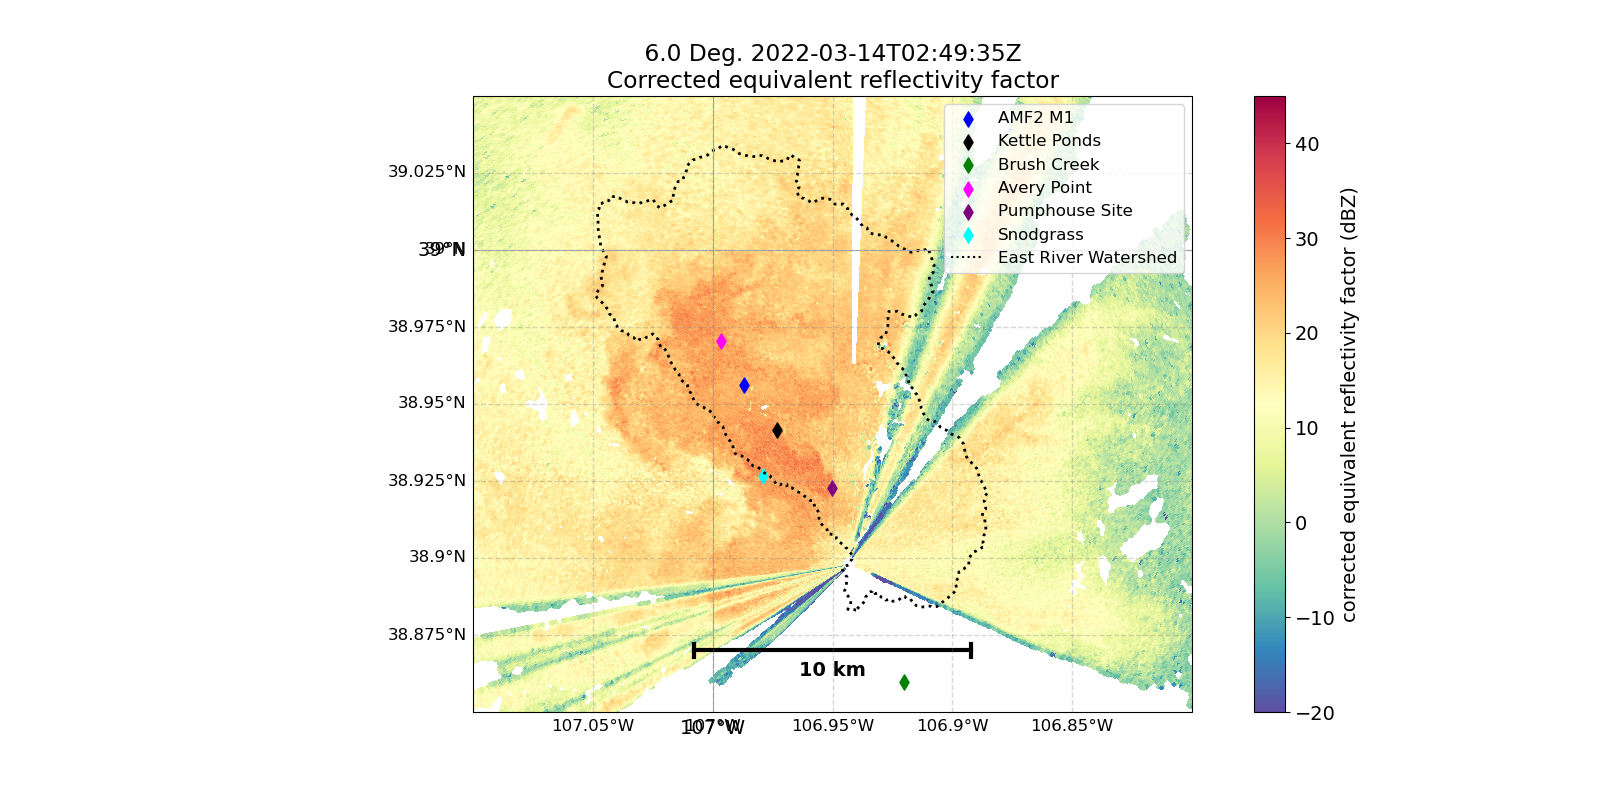 6.0 Deg. 2022-03-14T02:49:35Z
Corrected equivalent reflectivity factor
AMF2 M1
Kettle Ponds
Brush Creek
Avery Point
Pumphouse Site
Snodgrass
East River Watershed
39.025°N
39°N
38.975°N
38.95°N
38.925°N
38.9°N
38.875°N
10 km
107.05°W
107°W
106.95°W
106.9°W
106.85°W
40
30
20
10
0
−10
−20
corrected equivalent reflectivity factor (dBZ)